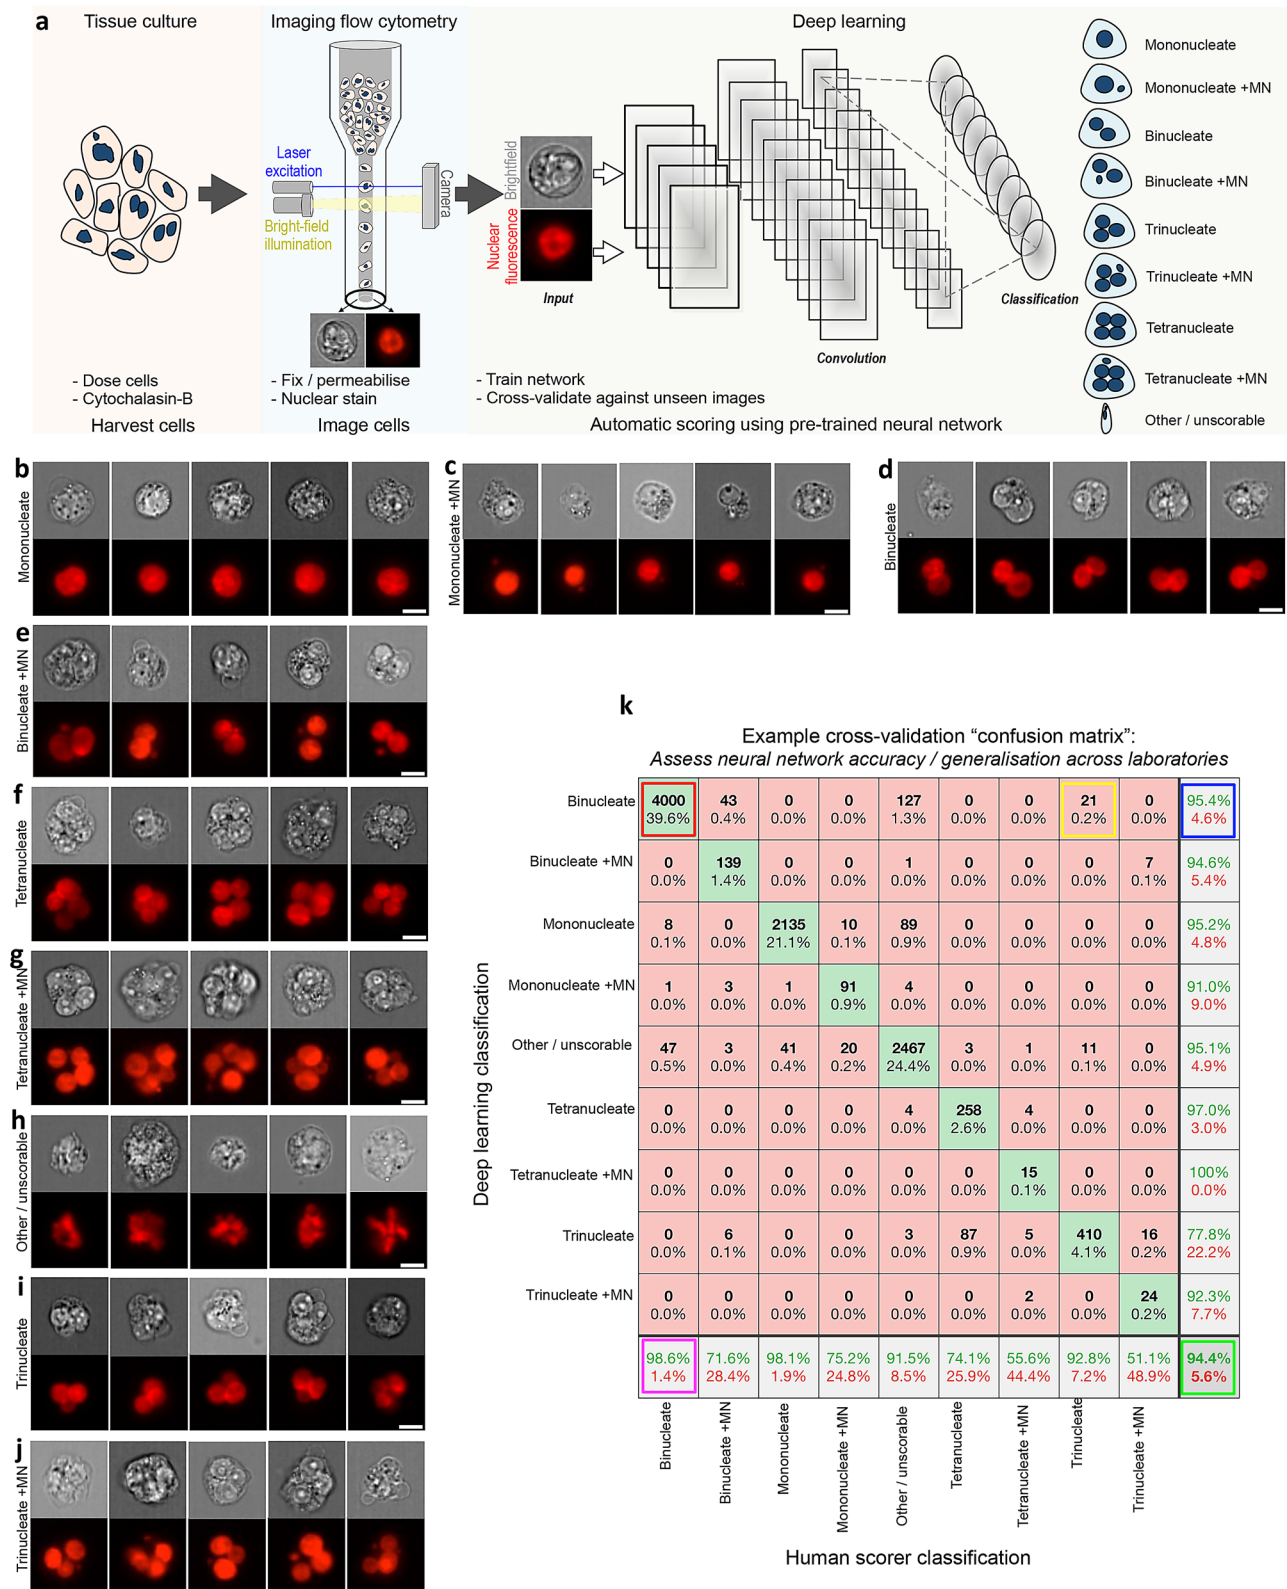 a
Tissue culture
Imaging flow cytometry
Deep learning
Laser
excitation
Bright-field
illumination
Camera
Brightfield
Nuclear
fluorescence
Input
Convolution
Classification
Mononucleate
Mononucleate +MN
Binucleate
Binucleate +MN
Trinucleate
Trinucleate +MN
Tetranucleate
Tetranucleate +MN
Other / unscorable
- Dose cells
- Cytochalasin-B
Harvest cells
- Fix / permeabilise
- Nuclear stain
Image cells
- Train network
- Cross-validate against unseen images
Automatic scoring using pre-trained neural network
b
Mononucleate
c
Mononucleate +MN
d
Binucleate
e
Binucleate +MN
f
Tetranucleate
g
Tetranucleate +MN
h
Other / unscorable
i
Trinucleate
j
Trinucleate +MN
k
Example cross-validation “confusion matrix”:
Assess neural network accuracy / generalisation across laboratories
Deep learning classification
Binucleate 4000 43 0 0 127 0 0 21 0 95.4%
39.6% 0.4% 0.0% 0.0% 1.3% 0.0% 0.0% 0.2% 0.0% 4.6%
Binucleate +MN 0 139 0 0 1 0 0 0 7 94.6%
0.0% 1.4% 0.0% 0.0% 0.0% 0.0% 0.0% 0.0% 0.1% 5.4%
Mononucleate 8 0 2135 10 89 0 0 0 0 95.2%
0.1% 0.0% 21.1% 0.1% 0.9% 0.0% 0.0% 0.0% 0.0% 4.8%
Mononucleate +MN 1 3 1 91 4 0 0 0 0 91.0%
0.0% 0.0% 0.0% 0.9% 0.0% 0.0% 0.0% 0.0% 0.0% 9.0%
Other / unscorable 47 3 41 20 2467 3 1 11 0 95.1%
0.5% 0.0% 0.4% 0.2% 24.4% 0.0% 0.0% 0.1% 0.0% 4.9%
Tetranucleate 0 0 0 0 4 258 4 0 0 97.0%
0.0% 0.0% 0.0% 0.0% 0.0% 2.6% 0.0% 0.0% 0.0% 3.0%
Tetranucleate +MN 0 0 0 0 0 0 15 0 0 100%
0.0% 0.0% 0.0% 0.0% 0.0% 0.0% 0.1% 0.0% 0.0% 0.0%
Trinucleate 0 6 0 0 3 87 5 410 16 77.8%
0.0% 0.1% 0.0% 0.0% 0.0% 0.9% 0.0% 4.1% 0.2% 22.2%
Trinucleate +MN 0 0 0 0 0 0 2 0 24 92.3%
0.0% 0.0% 0.0% 0.0% 0.0% 0.0% 0.0% 0.0% 0.2% 7.7%
98.6% 71.6% 98.1% 75.2% 91.5% 74.1% 55.6% 92.8% 51.1% 94.4%
1.4% 28.4% 1.9% 24.8% 8.5% 25.9% 44.4% 7.2% 48.9% 5.6%
Binucleate
Binucleate +MN
Mononucleate
Mononucleate +MN
Other / unscorable
Tetranucleate
Tetranucleate +MN
Trinucleate
Trinucleate +MN
Human scorer classification